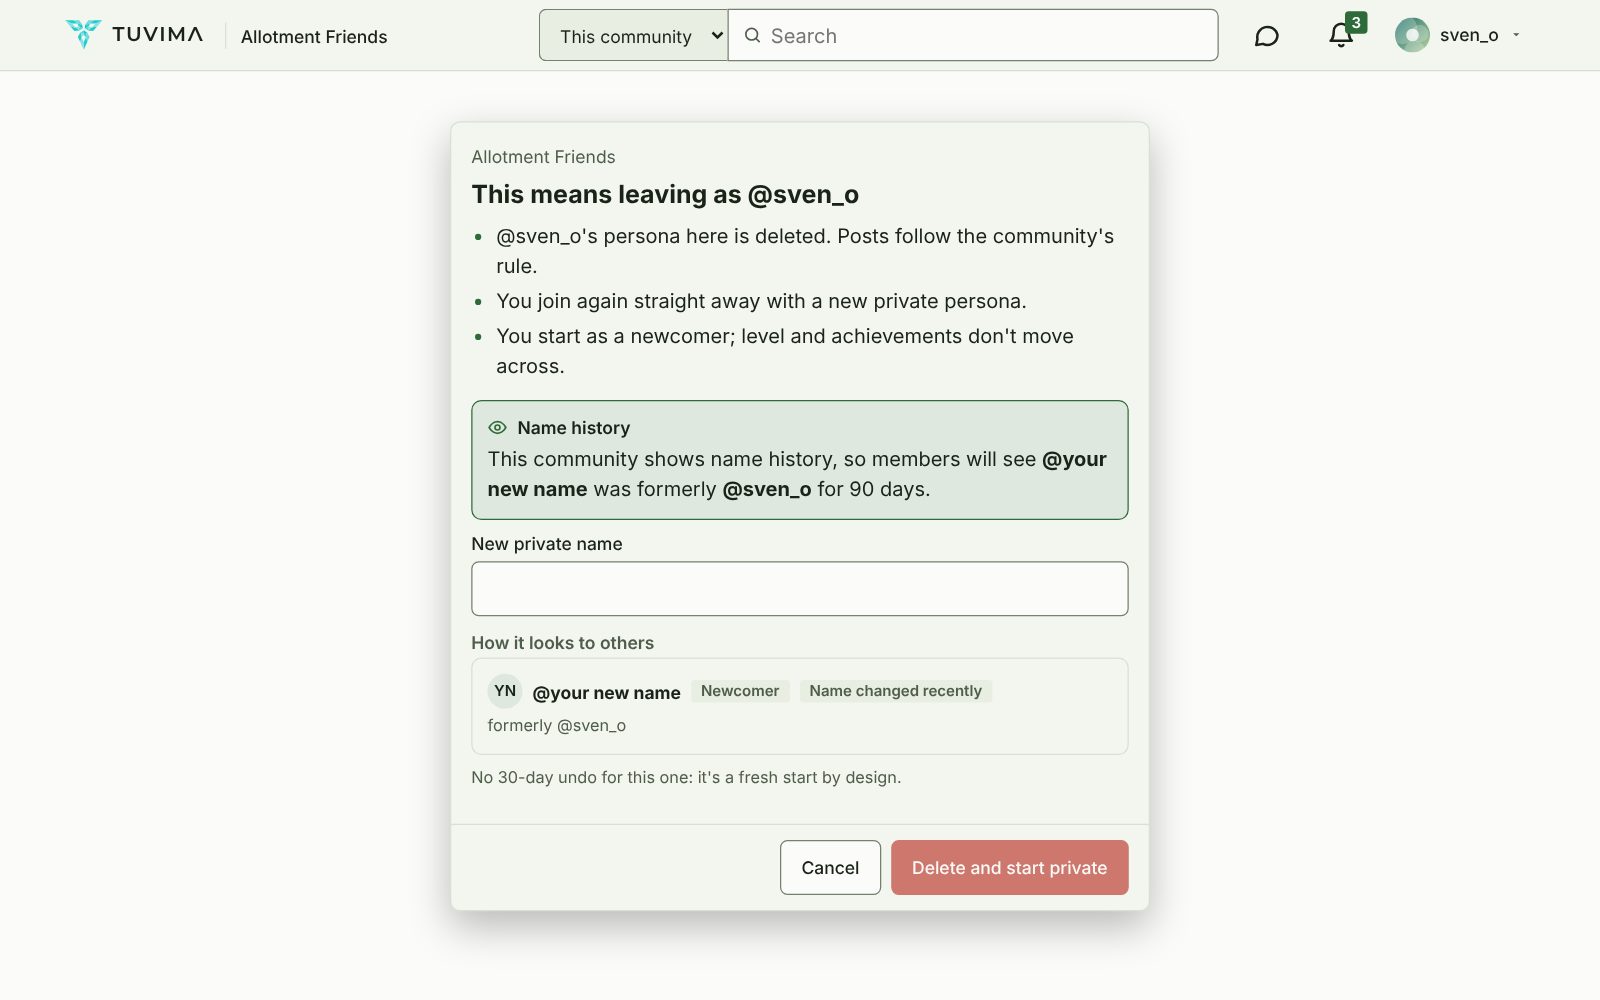 TUVIMA
Allotment Friends
This community
Search
3
sven_o
Allotment Friends
This means leaving as @sven_o
@sven_o's persona here is deleted. Posts follow the community's
rule.
You join again straight away with a new private persona.
You start as a newcomer; level and achievements don't move
across.
Name history
This community shows name history, so members will see @your
new name was formerly @sven_o for 90 days.
New private name
How it looks to others
YN
@your new name
Newcomer
Name changed recently
formerly @sven_o
No 30-day undo for this one: it's a fresh start by design.
Cancel
Delete and start private